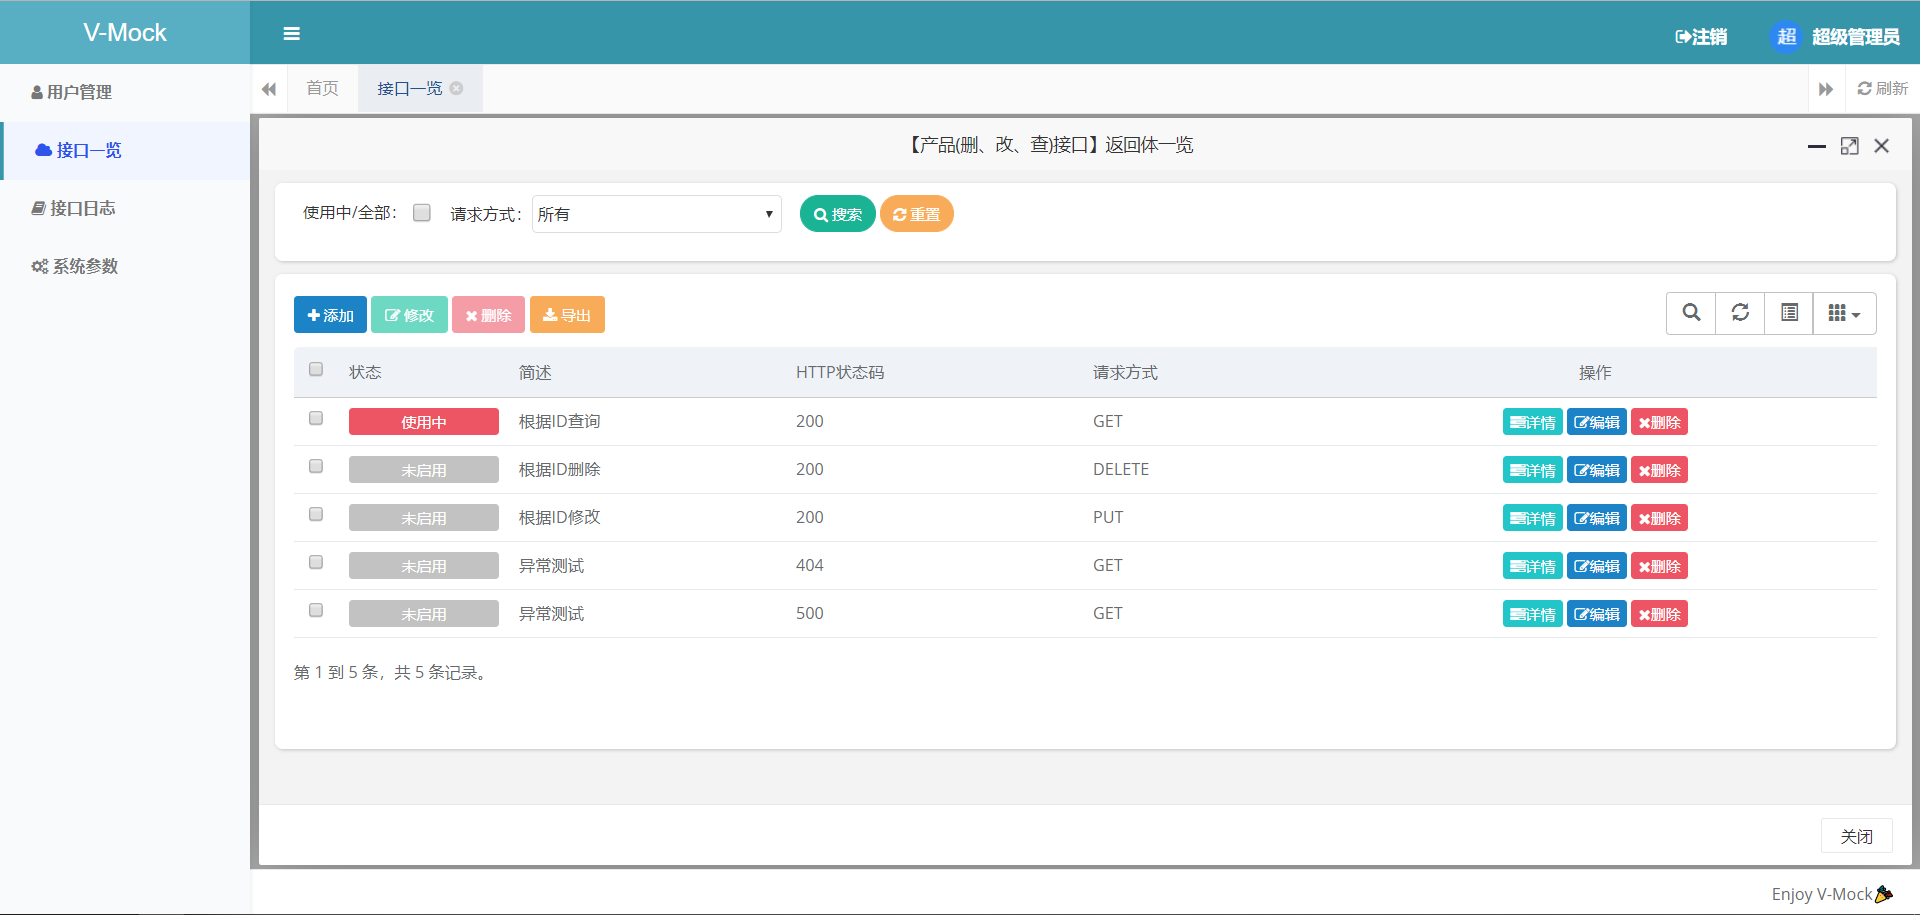 V-Mock
注销
超 超级管理员
用户管理
接口一览
接口日志
系统参数
首页
接口一览
刷新
【产品(删、改、查)接口】返回体一览
使用中/全部: 请求方式: 所有 搜索 重置
添加 修改 删除 导出
状态 简述 HTTP状态码 请求方式 操作
使用中 根据ID查询 200 GET 详情 编辑 删除
未启用 根据ID删除 200 DELETE 详情 编辑 删除
未启用 根据ID修改 200 PUT 详情 编辑 删除
未启用 异常测试 404 GET 详情 编辑 删除
未启用 异常测试 500 GET 详情 编辑 删除
第 1 到 5 条，共 5 条记录。
关闭
Enjoy V-Mock